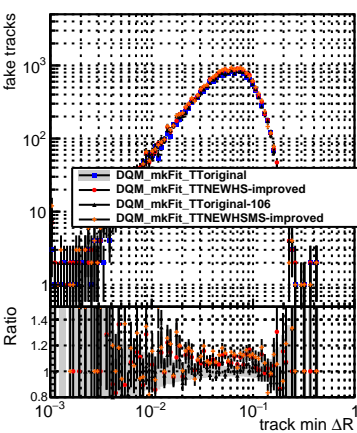 fake tracks
10³
10²
10
1
DQM_mkFit_TToriginal
DQM_mkFit_TTNEWHS-improved
DQM_mkFit_TToriginal-106
DQM_mkFit_TTNEWHSMS-improved
Ratio
1.4
1.2
1
0.8
10⁻³ 10⁻² 10⁻¹ 1
track min ΔR